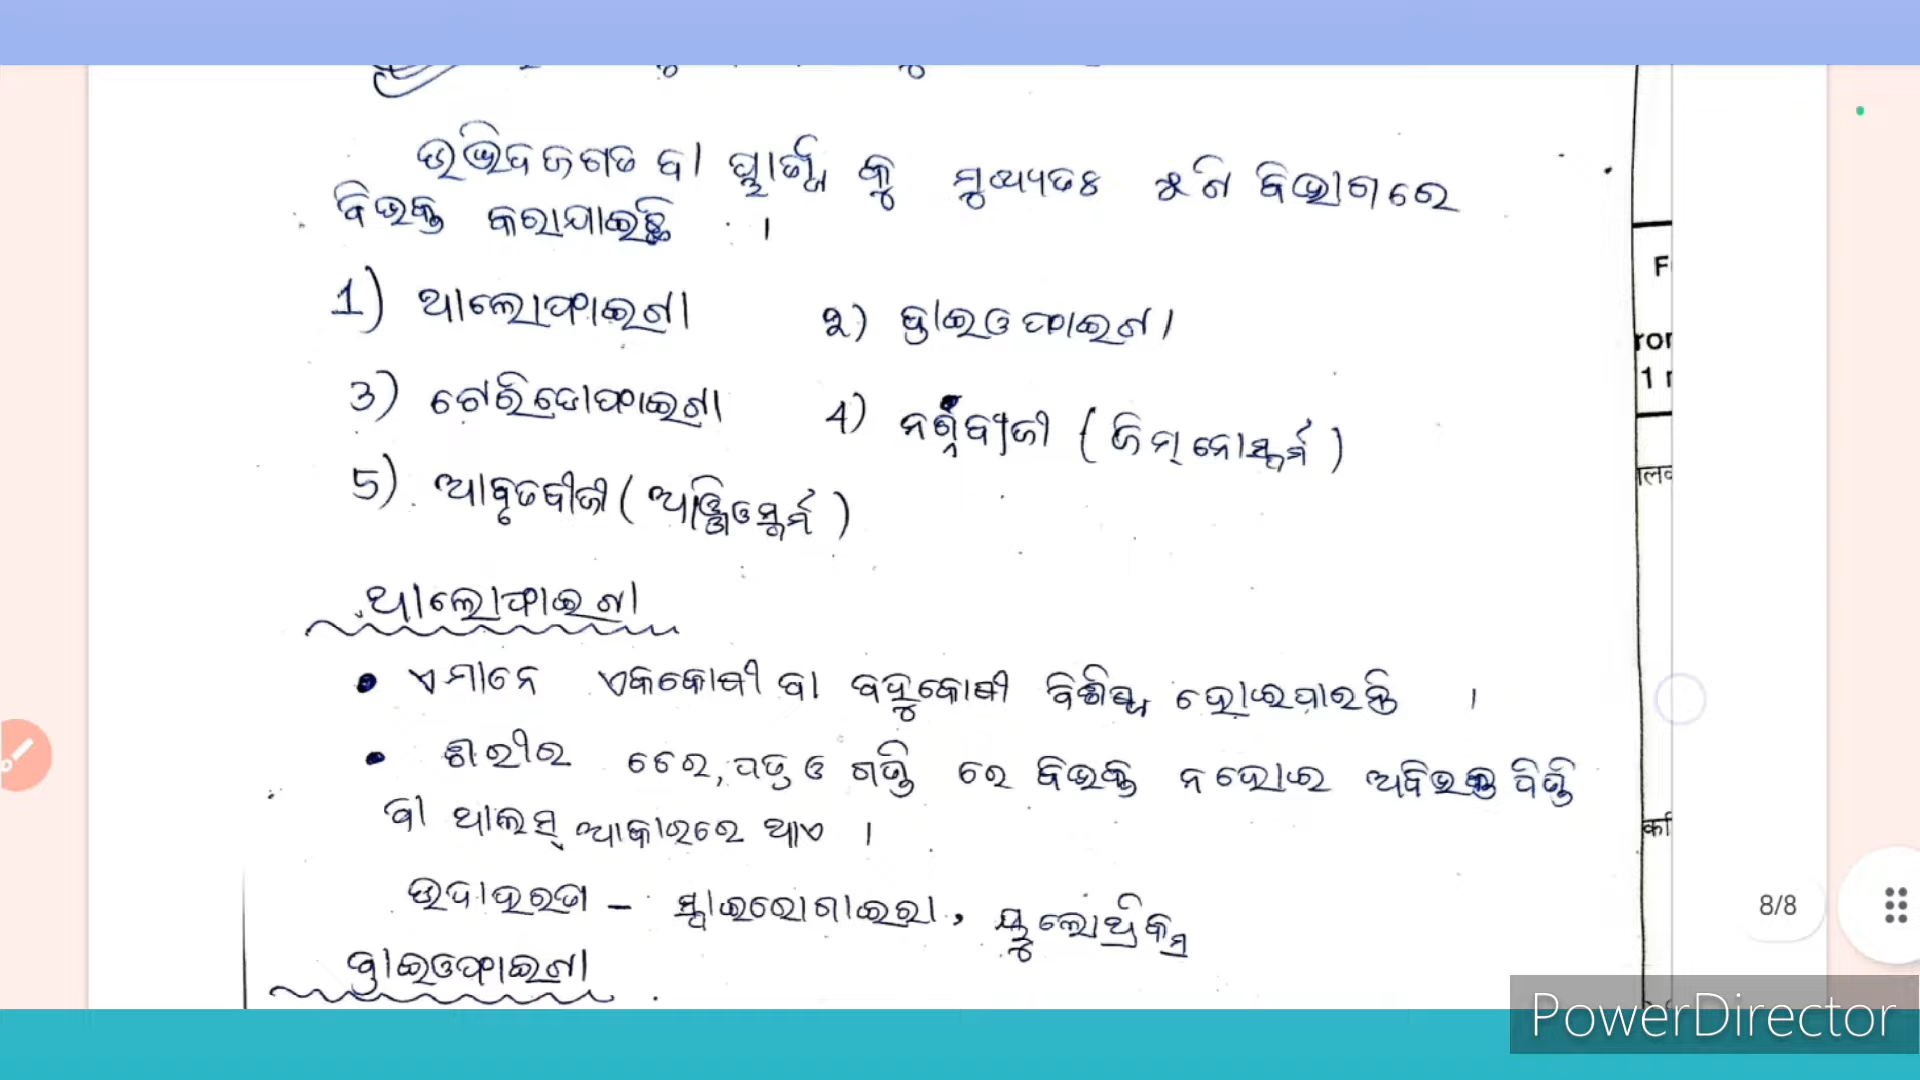 ଉଦ୍ଭିଦ ଜଗତ ବା ପ୍ଲାଣ୍ଟି କୁ ମୁଖ୍ୟତଃ ୫ଟି ବିଭାଗରେ
ବିଭକ୍ତ କରାଯାଇଛି ।
1) ଥାଲୋଫାଇଟା ୨) ବ୍ରାଇଓଫାଇଟା
3) ଟେରିଡୋଫାଇଟା 4) ନଗ୍ନବୀଜୀ (ଜିମ୍ନୋସ୍ପର୍ମ)
5) ଆବୃତବୀଜୀ (ଆଞ୍ଜିଓସ୍ପର୍ମ)
ଥାଲୋଫାଇଟା
• ଏମାନେ ଏକକୋଷୀ ବା ବହୁକୋଷୀ ବିଶିଷ୍ଟ ହୋଇପାରନ୍ତି ।
• ଶରୀର ଚେର, ପତ୍ର ଓ ଗଣ୍ଡି ରେ ବିଭକ୍ତ ନହୋଇ ଅବିଭକ୍ତ ପିଣ୍ଡ
ବା ଥାଲସ୍ ଆକାରରେ ଥାଏ ।
ଉଦାହରଣ - ସ୍ପାଇରୋଗାଇରା, ୟୁଲୋଥ୍ରିକ୍ସ
ବ୍ରାଇଓଫାଇଟା
8/8
PowerDirector